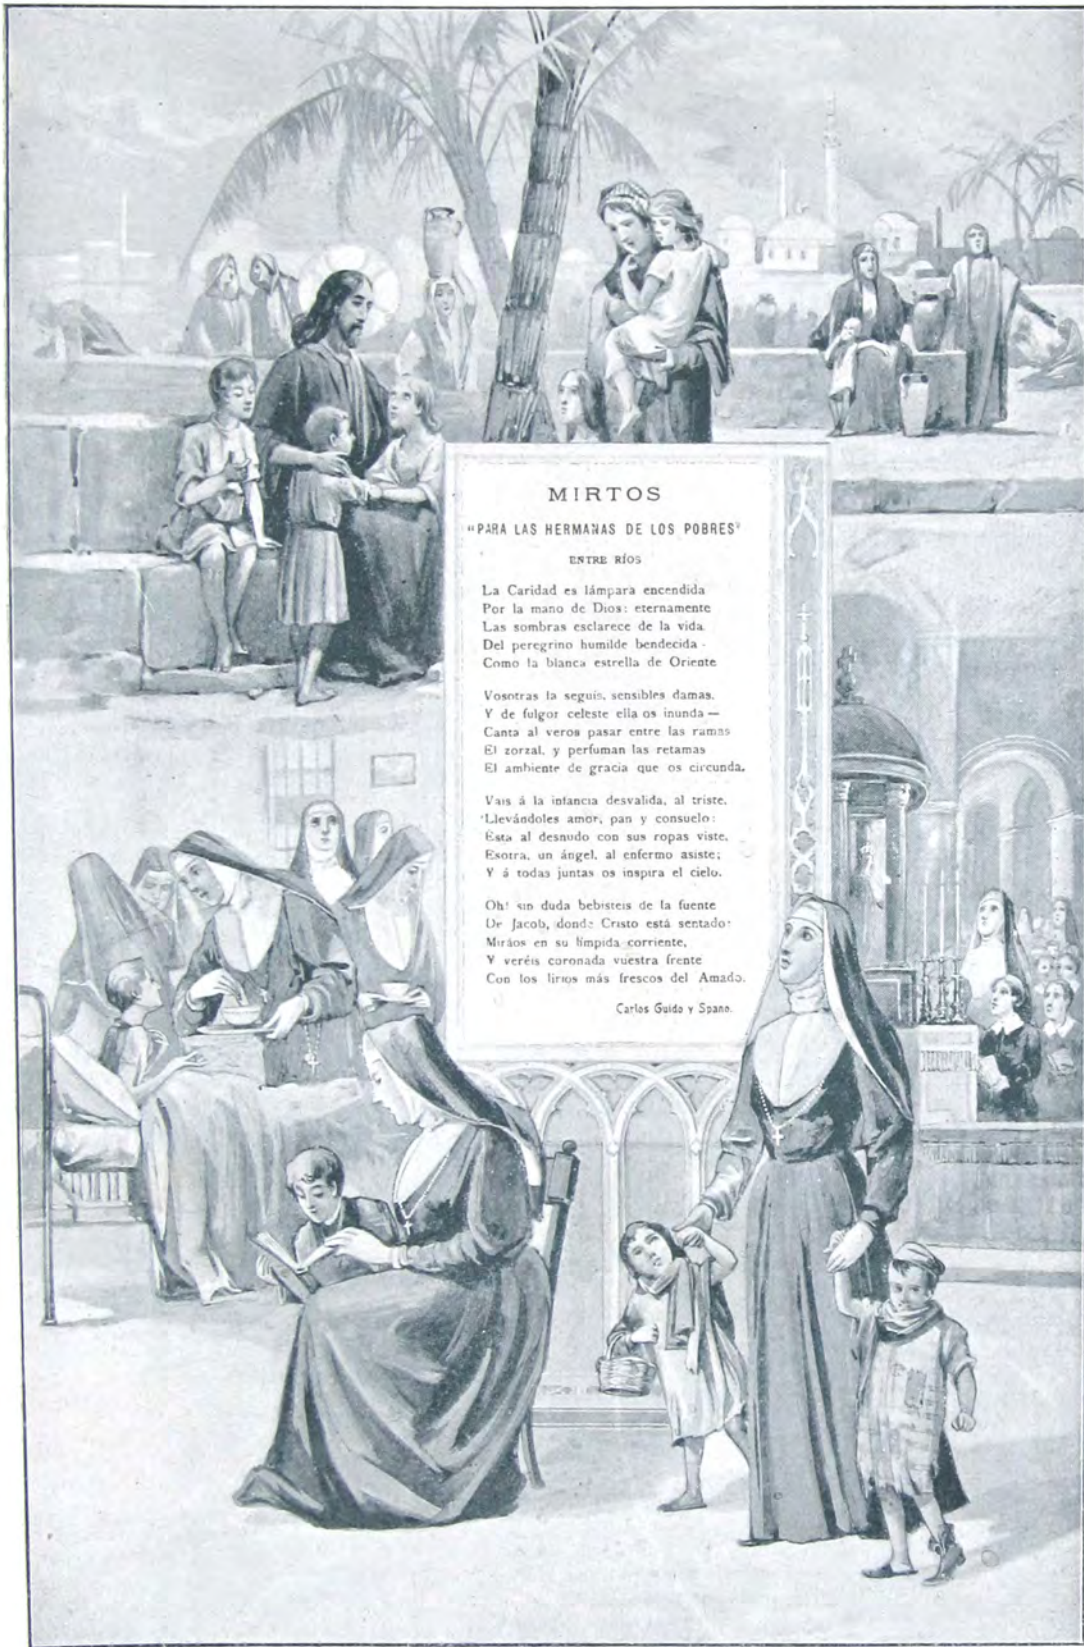 MIRTOS
"PARA LAS HERMANAS DE LOS POBRES"
ENTRE RÍOS
La Caridad es lámpara encendida
Por la mano de Dios: eternamente
Las sombras esclarece de la vida
Del peregrino humilde bendecida
Como la blanca estrella de Oriente
Vosotras la seguis, sensibles damas.
Y de fulgor celeste ella os inunda —
Canta al veros pasar entre las ramas
El zorzal, y perfuman las retamas
El ambiente de gracia que os circunda.
Vais á la infancia desvalida, al triste,
Llevándoles amor, pan y consuelo:
Esta al desnudo con sus ropas viste,
Esotra, un ángel, al enfermo asiste;
Y á todas juntas os inspira el cielo.
Oh! sin duda bebisteis de la fuente
De Jacob, donde Cristo está sentado:
Miráos en su límpida corriente,
Y veréis coronada vuestra frente
Con los lirios más frescos del Amado.
Carlos Guido y Spano.